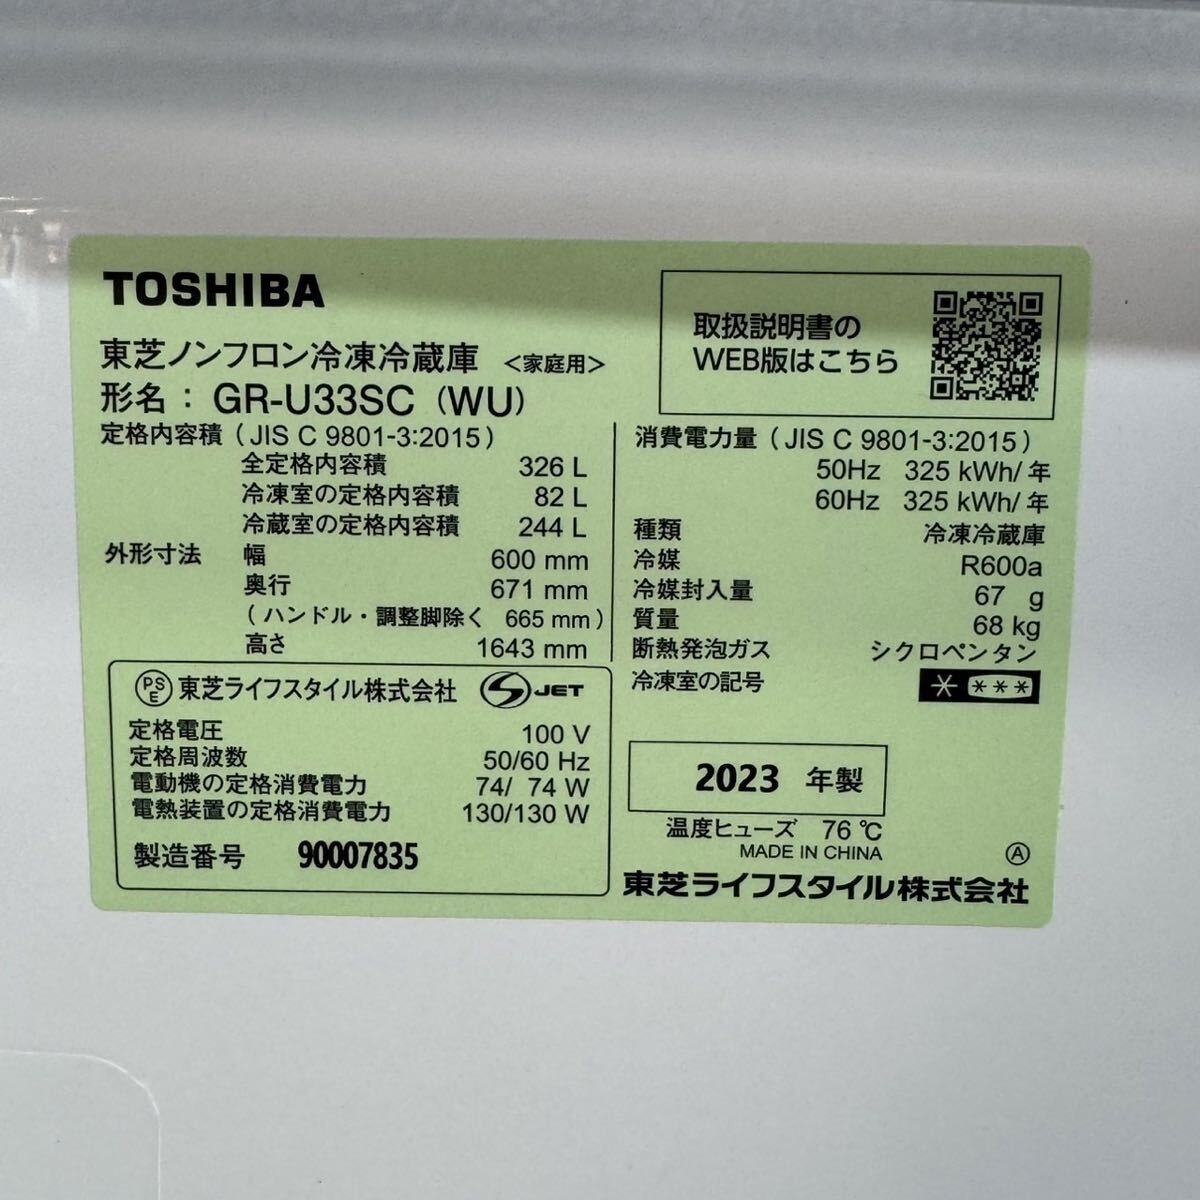 TOSHIBA
東芝ノンフロン冷凍冷蔵庫 <家庭用>
形名： GR-U33SC (WU)
取扱説明書の
WEB版はこちら
定格内容積 ( JIS C 9801-3:2015 )
全定格内容積 326 L
冷凍室の定格内容積 82 L
冷蔵室の定格内容積 244 L
外形寸法 幅 600 mm
奥行 671 mm
( ハンドル・調整脚除く 665 mm )
高さ 1643 mm
消費電力量 ( JIS C 9801-3:2015 )
50Hz 325 kWh/年
60Hz 325 kWh/年
種類 冷凍冷蔵庫
冷媒 R600a
冷媒封入量 67 g
質量 68 kg
断熱発泡ガス シクロペンタン
冷凍室の記号
PSE 東芝ライフスタイル株式会社 S JET
定格電圧 100 V
定格周波数 50/60 Hz
電動機の定格消費電力 74/ 74 W
電熱装置の定格消費電力 130/130 W
製造番号 90007835
2023 年製
温度ヒューズ 76 ℃
MADE IN CHINA
Ⓐ
東芝ライフスタイル株式会社